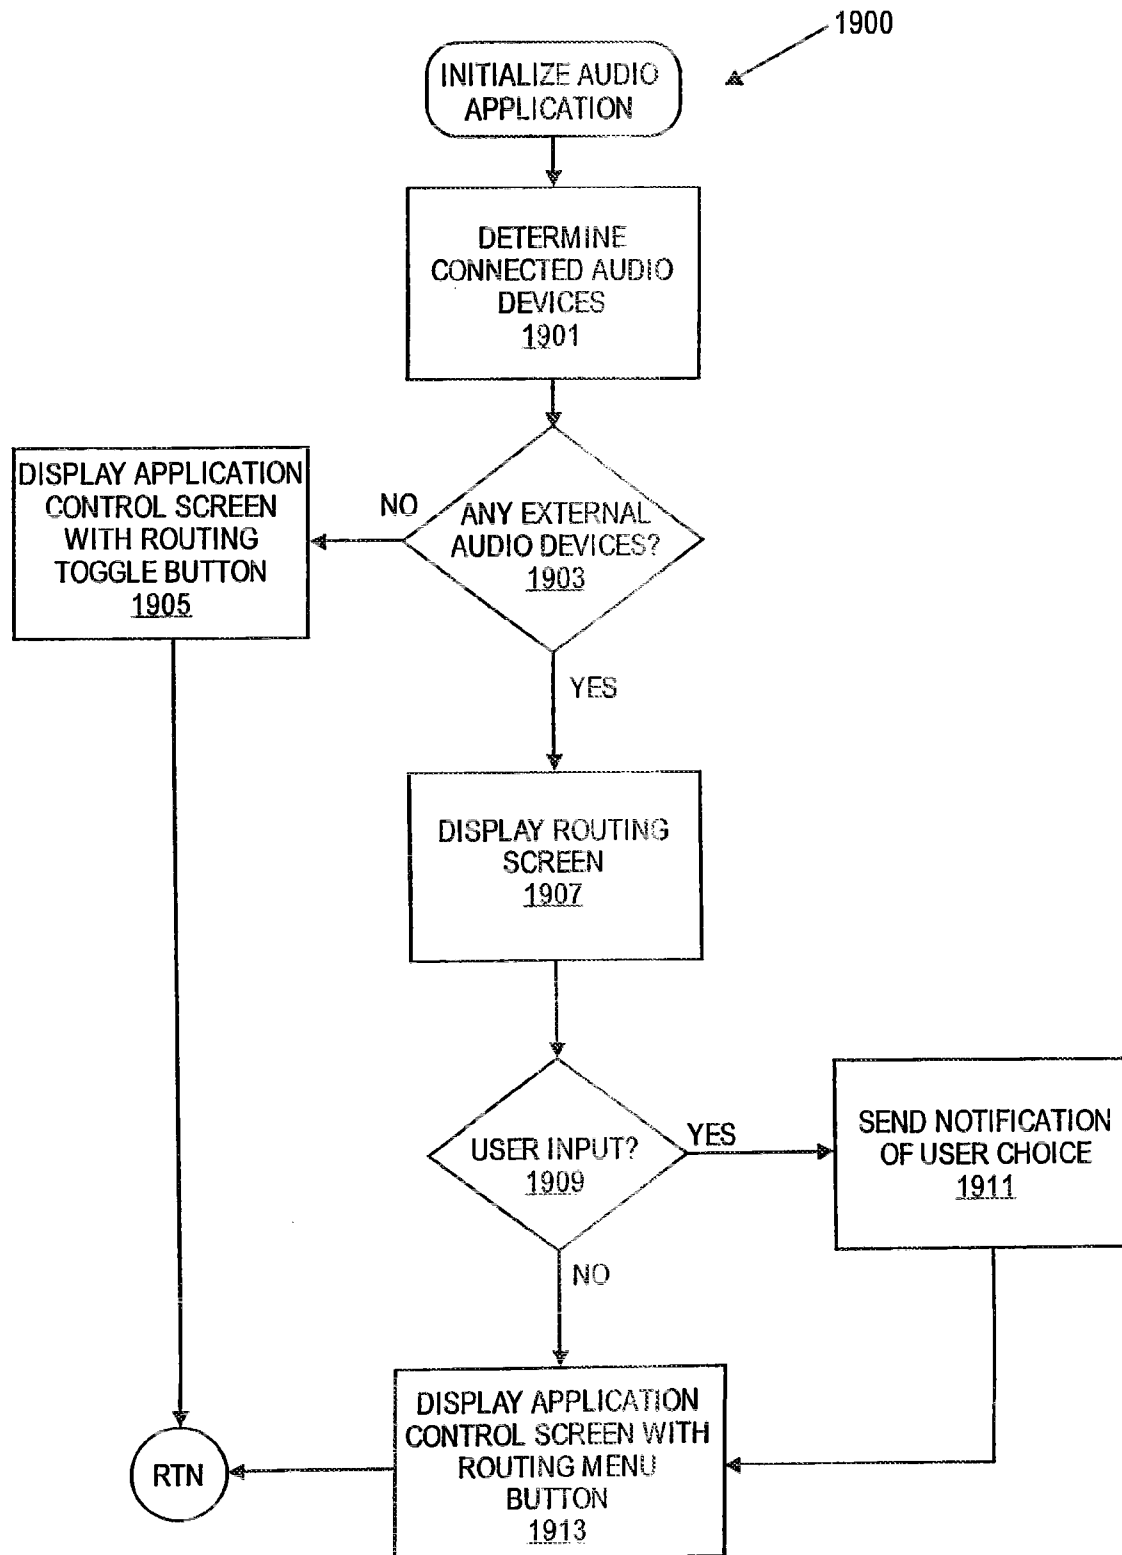 1900
INITIALIZE AUDIO
APPLICATION
DETERMINE
CONNECTED AUDIO
DEVICES
1901
ANY EXTERNAL
AUDIO DEVICES?
1903
NO
DISPLAY APPLICATION
CONTROL SCREEN
WITH ROUTING
TOGGLE BUTTON
1905
YES
DISPLAY ROUTING
SCREEN
1907
USER INPUT?
1909
YES
SEND NOTIFICATION
OF USER CHOICE
1911
NO
DISPLAY APPLICATION
CONTROL SCREEN WITH
ROUTING MENU
BUTTON
1913
RTN